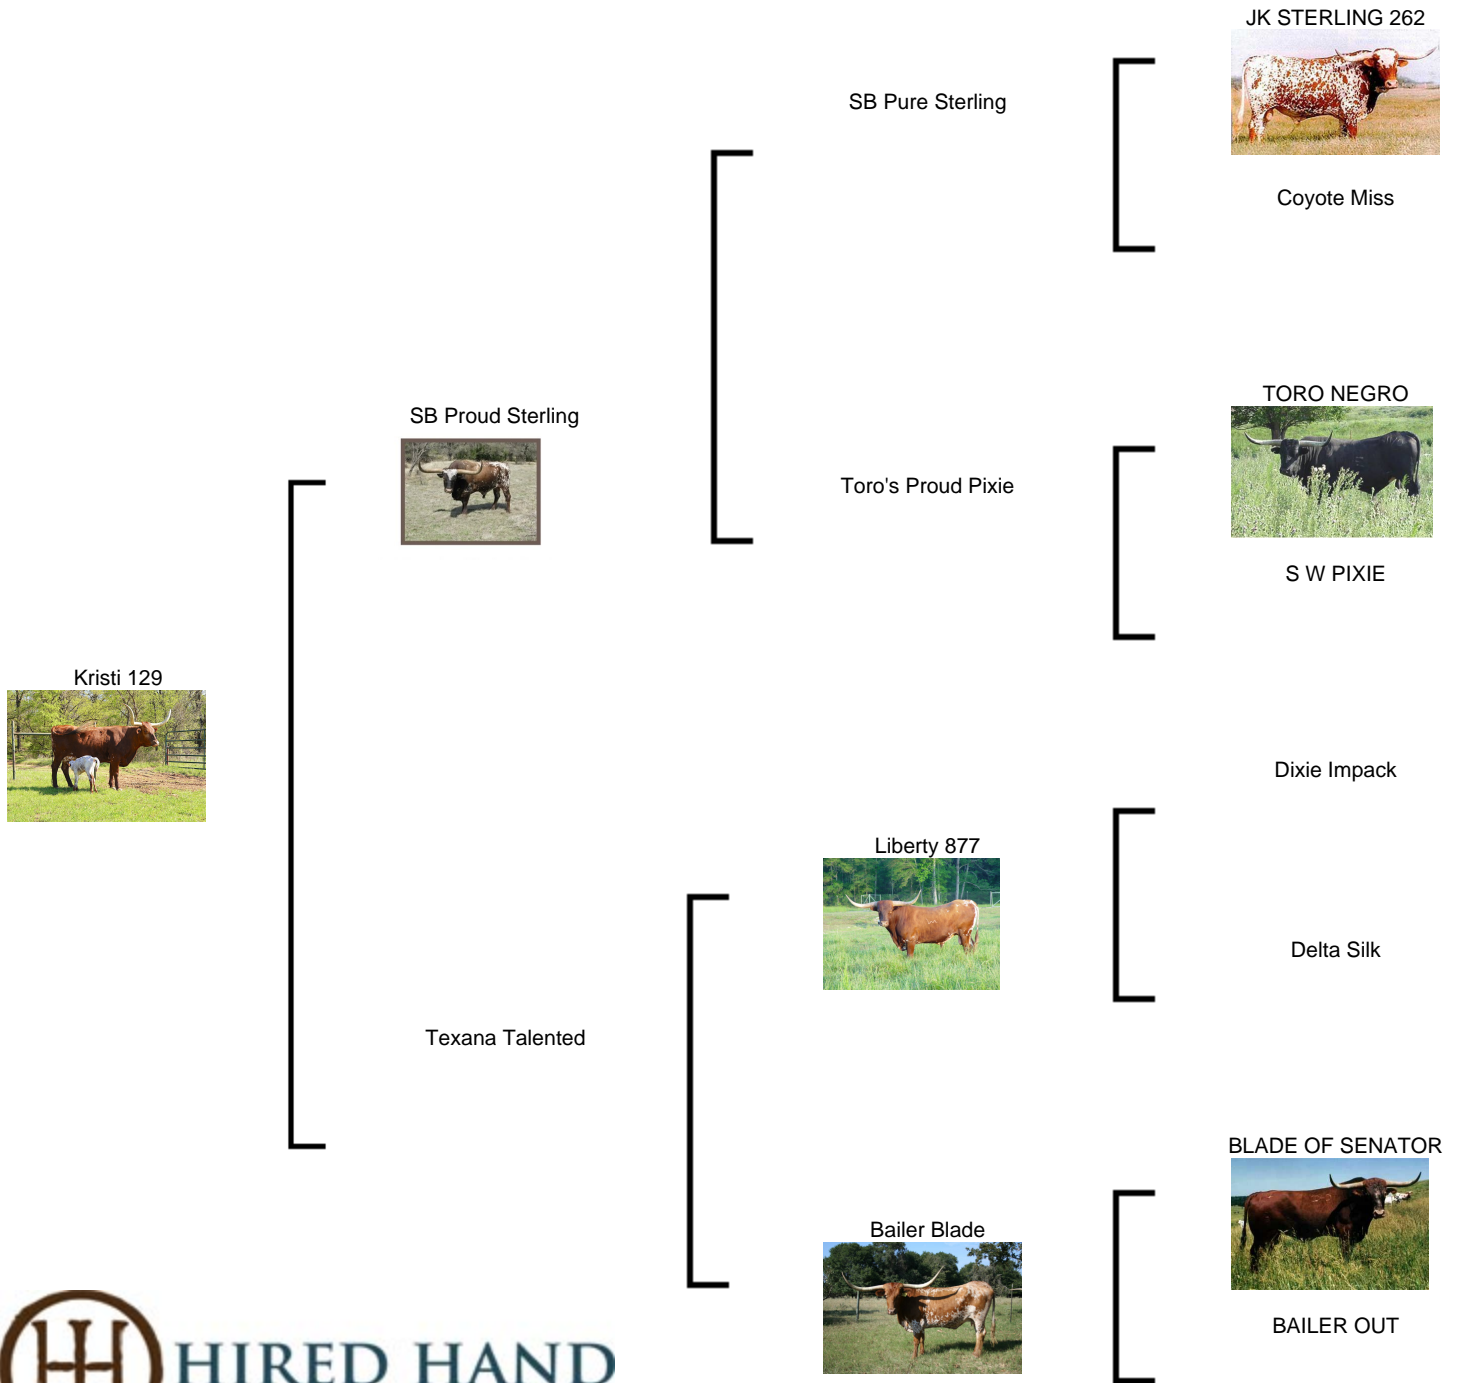 JK STERLING 262
SB Pure Sterling
Coyote Miss
TORO NEGRO
SB Proud Sterling
Toro's Proud Pixie
S W PIXIE
Kristi 129
Dixie Impack
Liberty 877
Delta Silk
Texana Talented
BLADE OF SENATOR
Bailer Blade
BAILER OUT
HIRED HAND